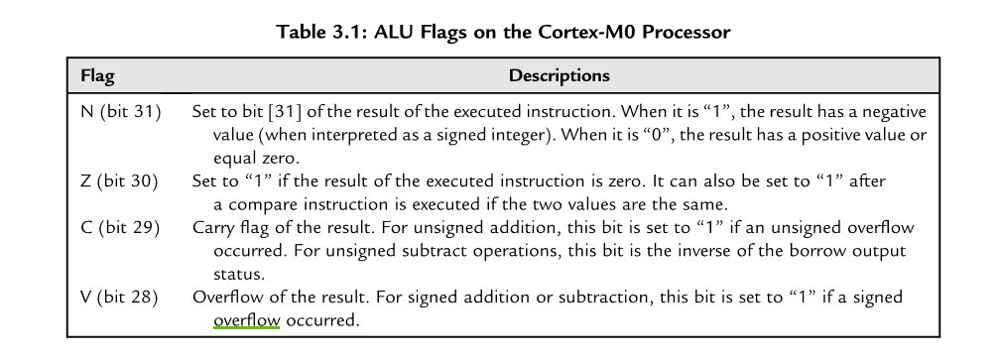 Table 3.1: ALU Flags on the Cortex-M0 Processor
Flag Descriptions
N (bit 31) Set to bit [31] of the result of the executed instruction. When it is “1”, the result has a negative
value (when interpreted as a signed integer). When it is “0”, the result has a positive value or
equal zero.
Z (bit 30) Set to “1” if the result of the executed instruction is zero. It can also be set to “1” after
a compare instruction is executed if the two values are the same.
C (bit 29) Carry flag of the result. For unsigned addition, this bit is set to “1” if an unsigned overflow
occurred. For unsigned subtract operations, this bit is the inverse of the borrow output
status.
V (bit 28) Overflow of the result. For signed addition or subtraction, this bit is set to “1” if a signed
overflow occurred.